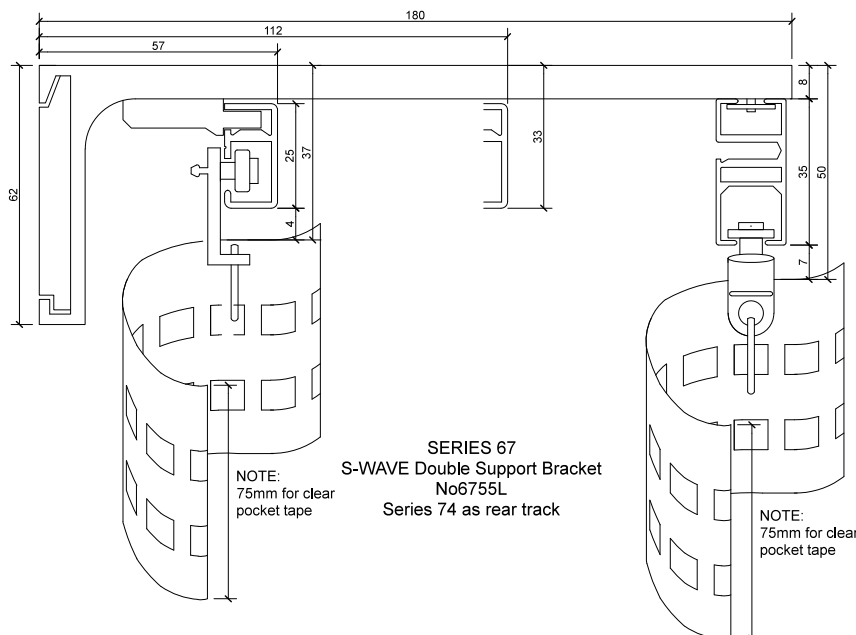 180
112
57
8
62
25
37
33
35
50
4
7
SERIES 67
S-WAVE Double Support Bracket
No6755L
Series 74 as rear track
NOTE:
75mm for clear
pocket tape
NOTE:
75mm for clear
pocket tape